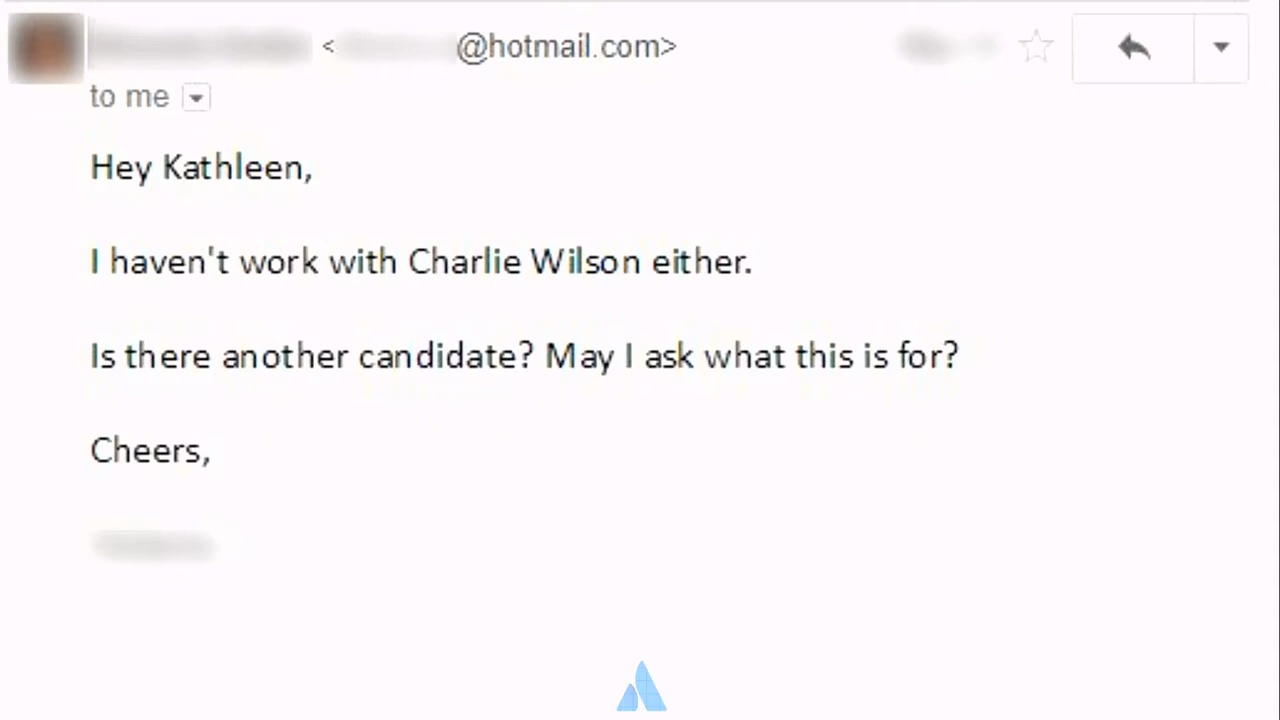 < @hotmail.com>
to me
Hey Kathleen,
I haven't work with Charlie Wilson either.
Is there another candidate? May I ask what this is for?
Cheers,